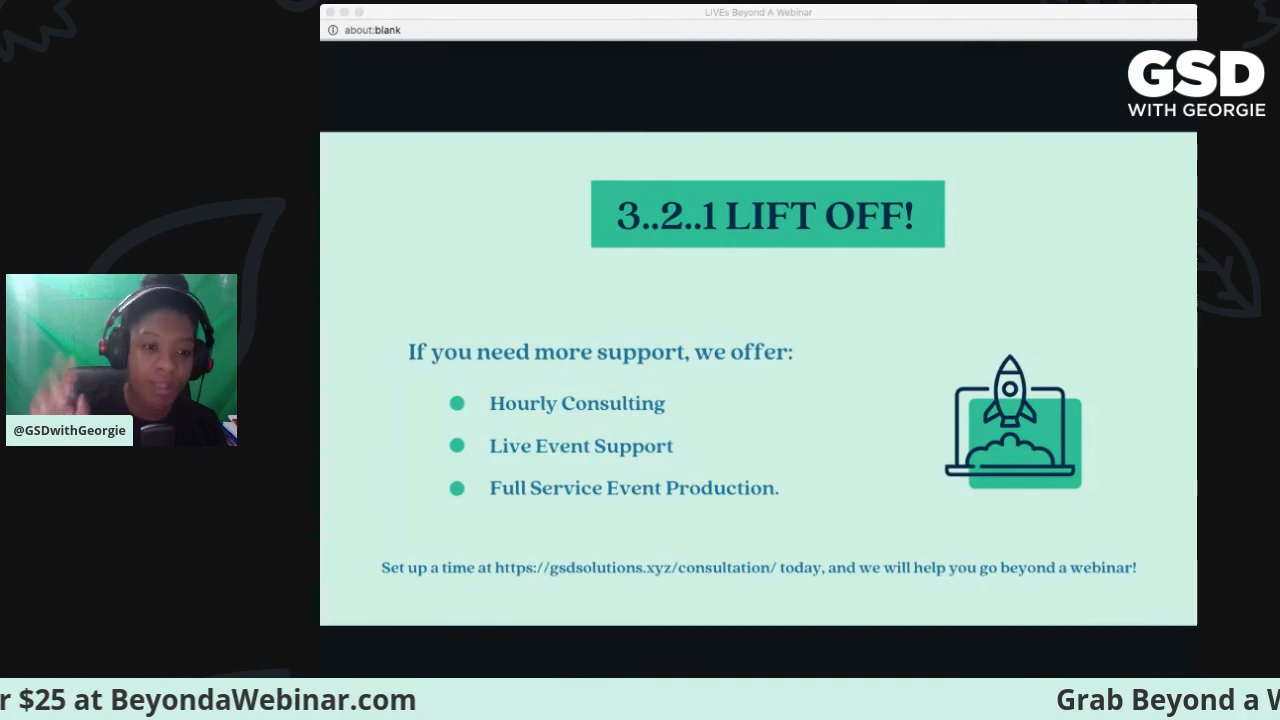 LIVEs Beyond A Webinar
about:blank
GSD
WITH GEORGIE
3..2..1 LIFT OFF!
If you need more support, we offer:
Hourly Consulting
Live Event Support
Full Service Event Production.
@GSDwithGeorgie
Set up a time at https://gsdsolutions.xyz/consultation/ today, and we will help you go beyond a webinar!
r $25 at BeyondaWebinar.com
Grab Beyond a W